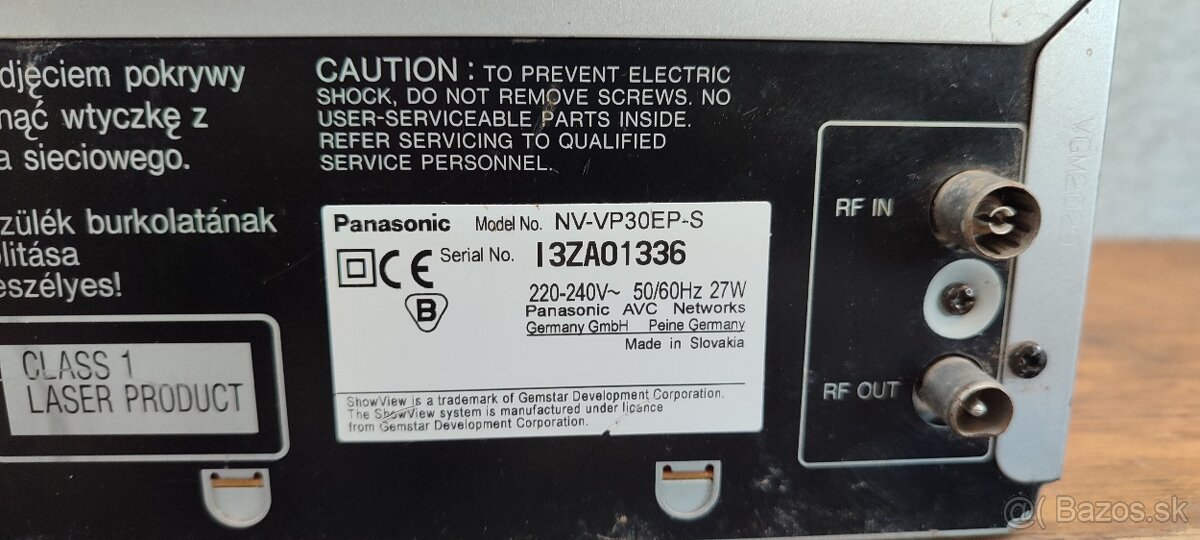 djęciem pokrywy
nąć wtyczkę z
a sieciowego.
zülék burkolatának
olitása
eszélyes!
CLASS 1
LASER PRODUCT
CAUTION : TO PREVENT ELECTRIC
SHOCK, DO NOT REMOVE SCREWS. NO
USER-SERVICEABLE PARTS INSIDE.
REFER SERVICING TO QUALIFIED
SERVICE PERSONNEL.
Panasonic Model No. NV-VP30EP-S
CE Serial No. I3ZA01336
B
220-240V~ 50/60Hz 27W
Panasonic AVC Networks
Germany GmbH Peine Germany
Made in Slovakia
ShowView is a trademark of Gemstar Development Corporation.
The ShowView system is manufactured under licence
from Gemstar Development Corporation.
RF IN
RF OUT
Bazos.sk